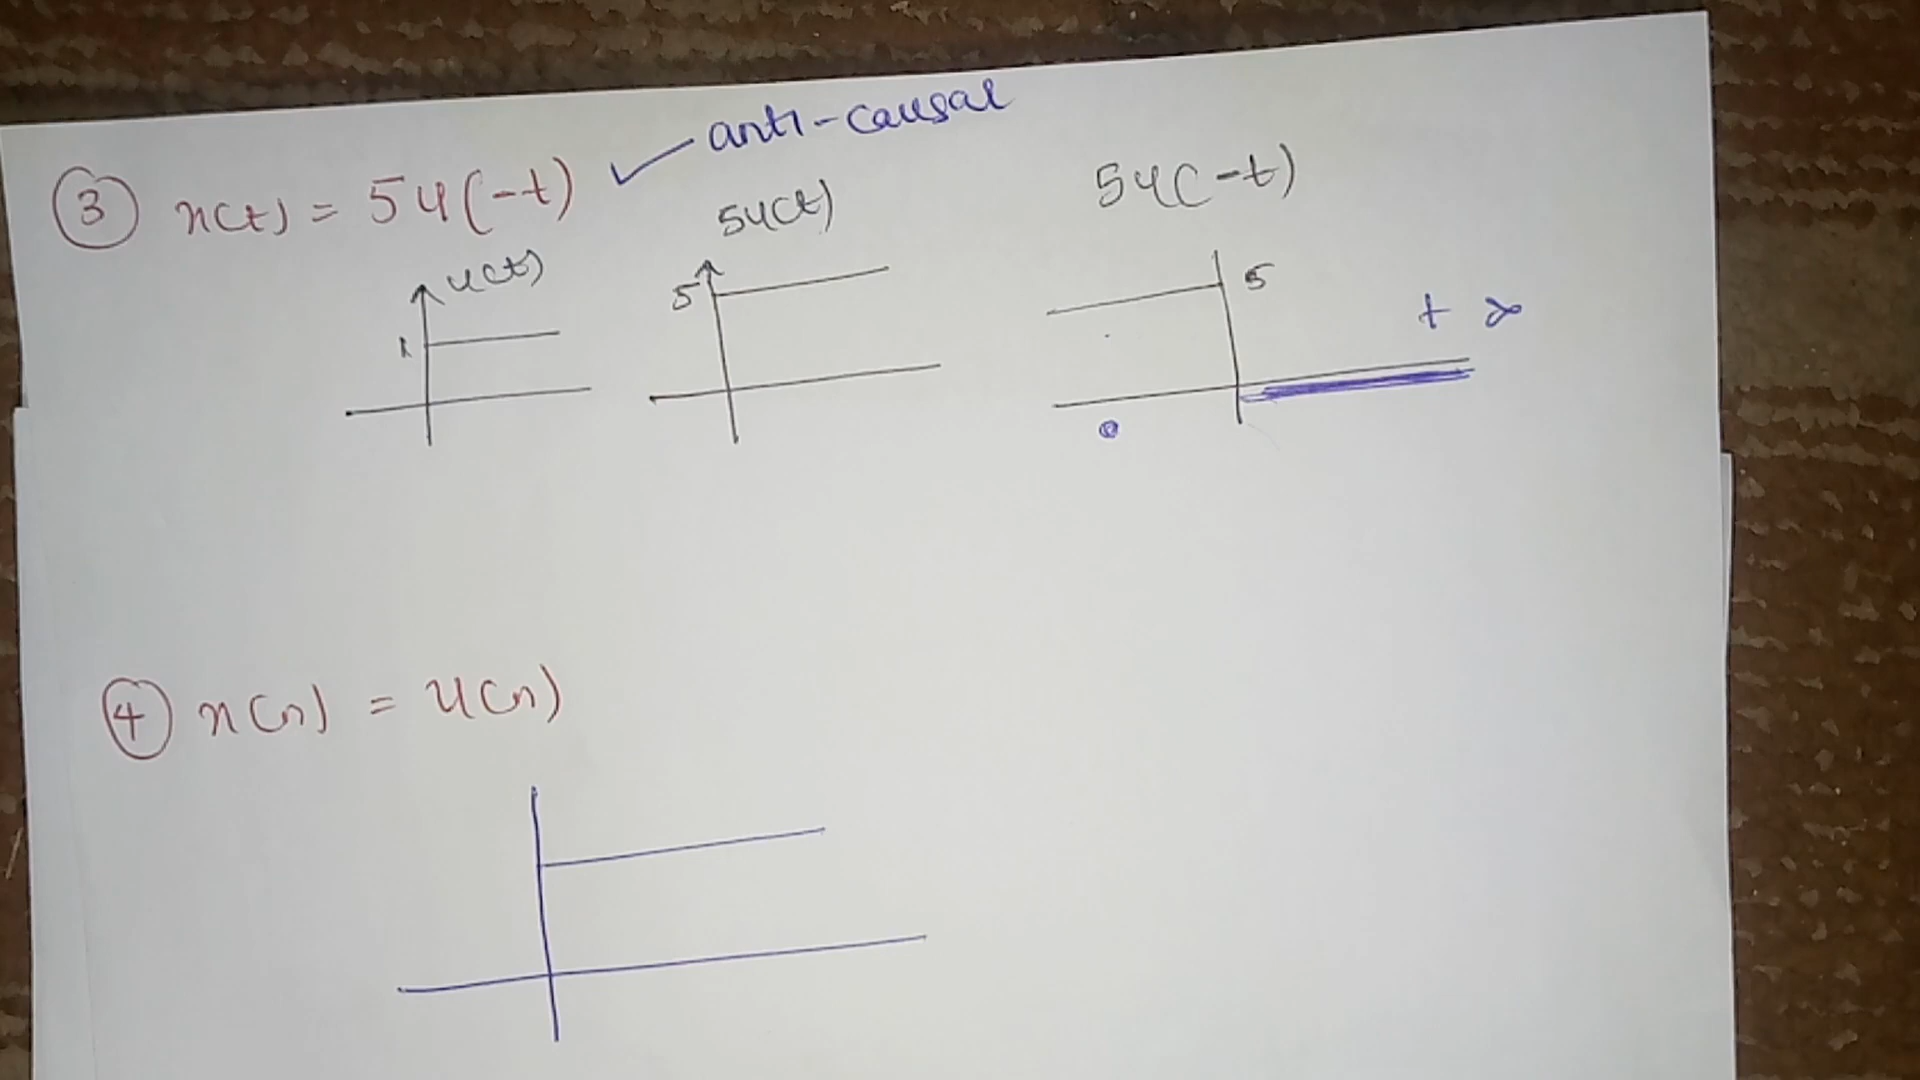 anti-causal
③ x(t) = 5u(-t)
5u(t)
5u(-t)
u(t)
1
5
5
+ ∞
④ x(n) = u(n)